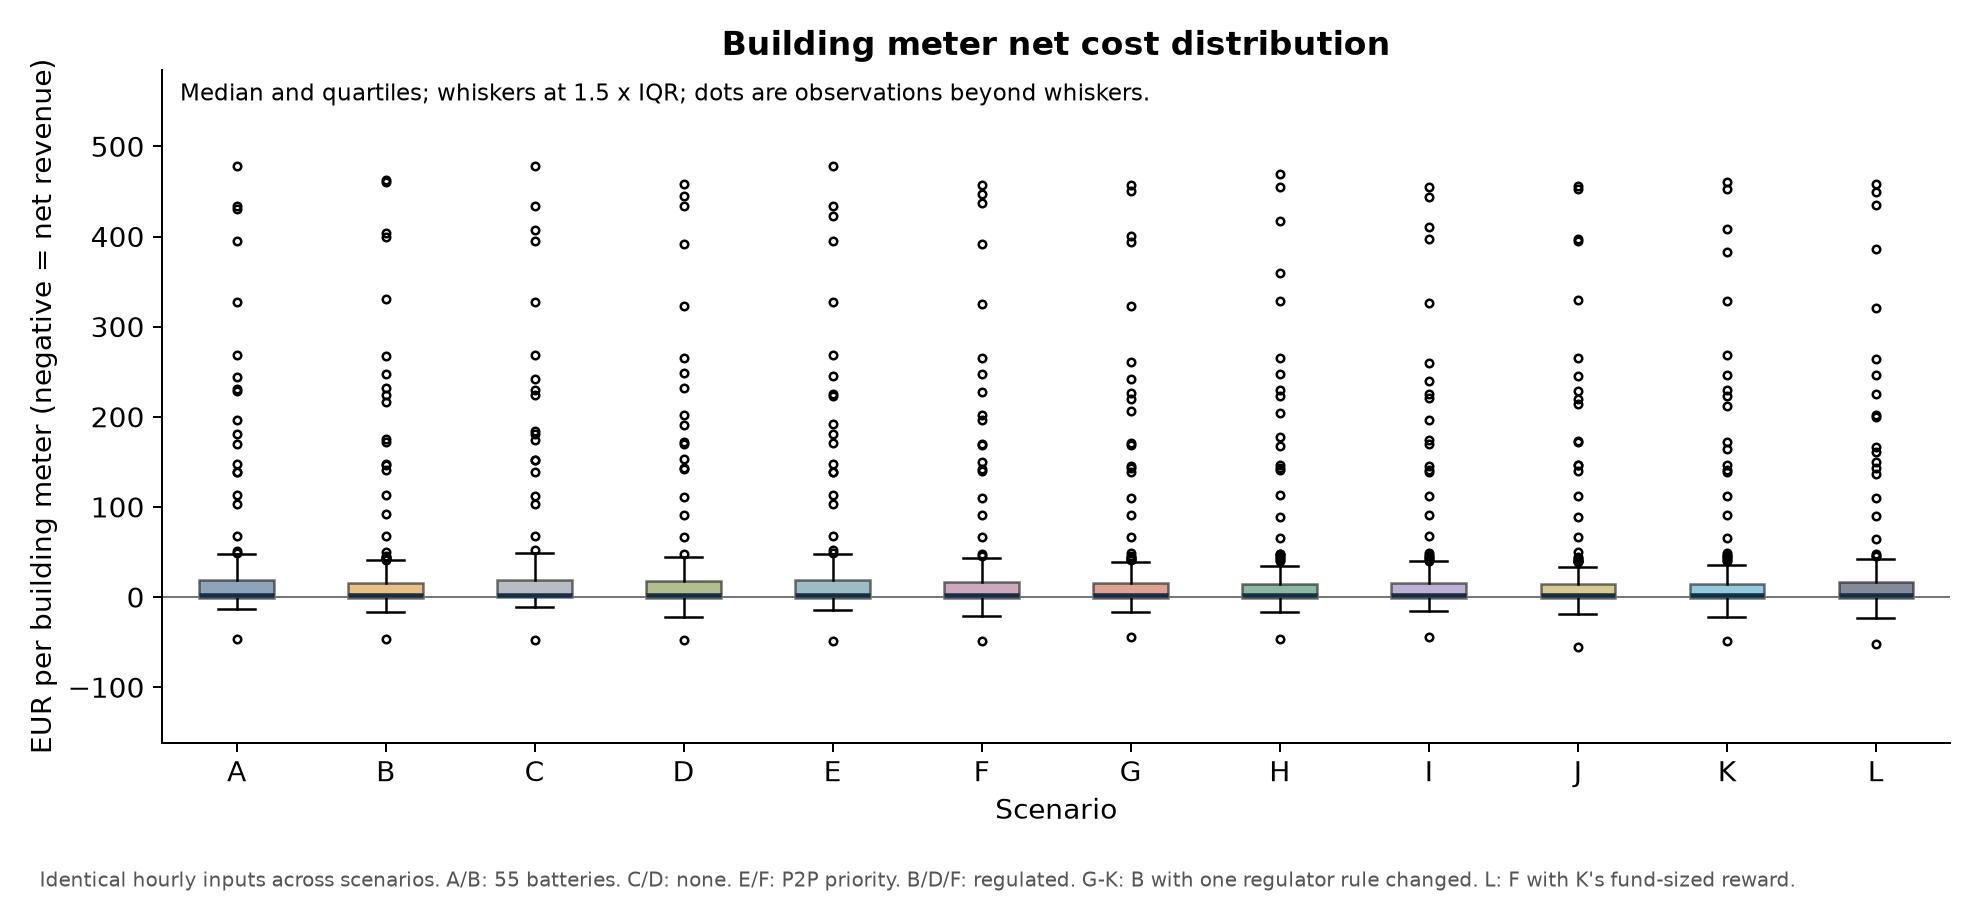 Building meter net cost distribution
Median and quartiles; whiskers at 1.5 x IQR; dots are observations beyond whiskers.
EUR per building meter (negative = net revenue)
500
400
300
200
100
0
−100
A B C D E F G H I J K L
Scenario
Identical hourly inputs across scenarios. A/B: 55 batteries. C/D: none. E/F: P2P priority. B/D/F: regulated. G-K: B with one regulator rule changed. L: F with K's fund-sized reward.